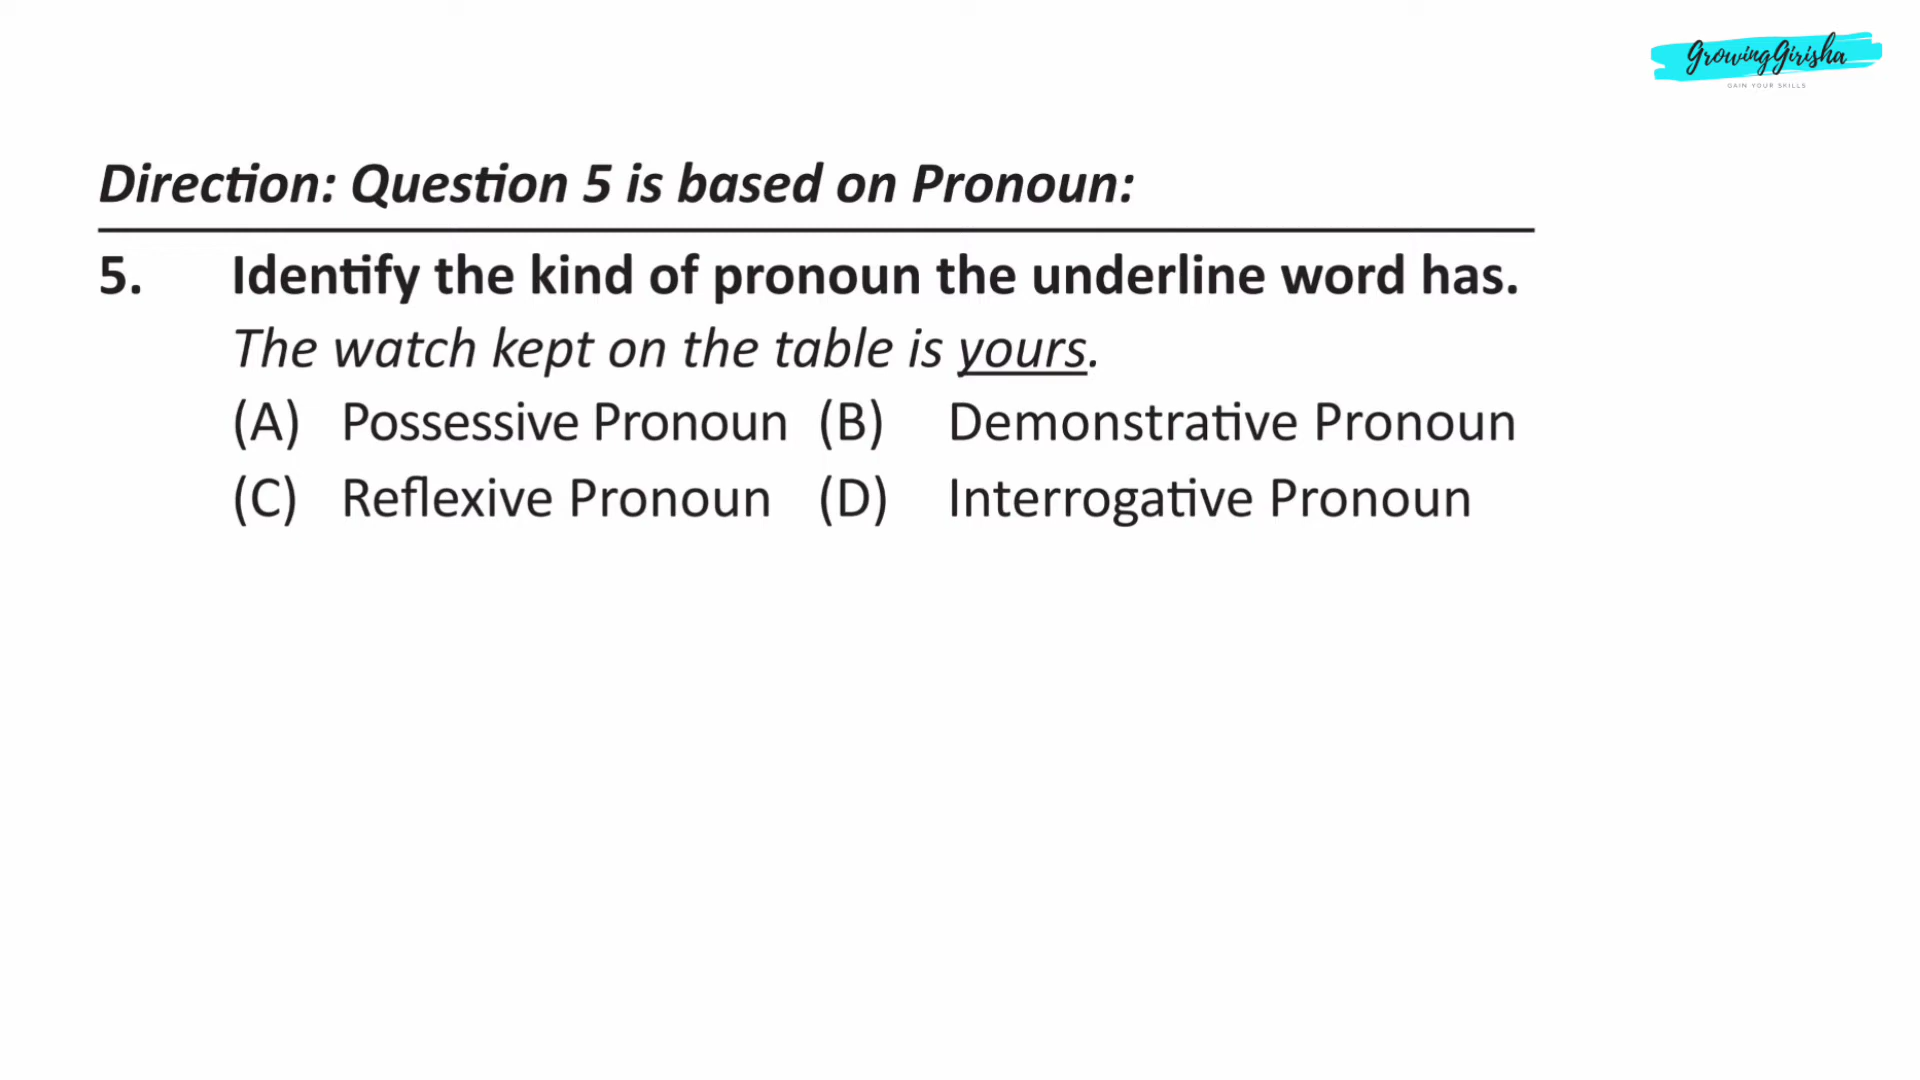 GrowingGirisha
GAIN YOUR SKILLS
Direction: Question 5 is based on Pronoun:
5. Identify the kind of pronoun the underline word has.
The watch kept on the table is yours.
(A) Possessive Pronoun (B) Demonstrative Pronoun
(C) Reflexive Pronoun (D) Interrogative Pronoun